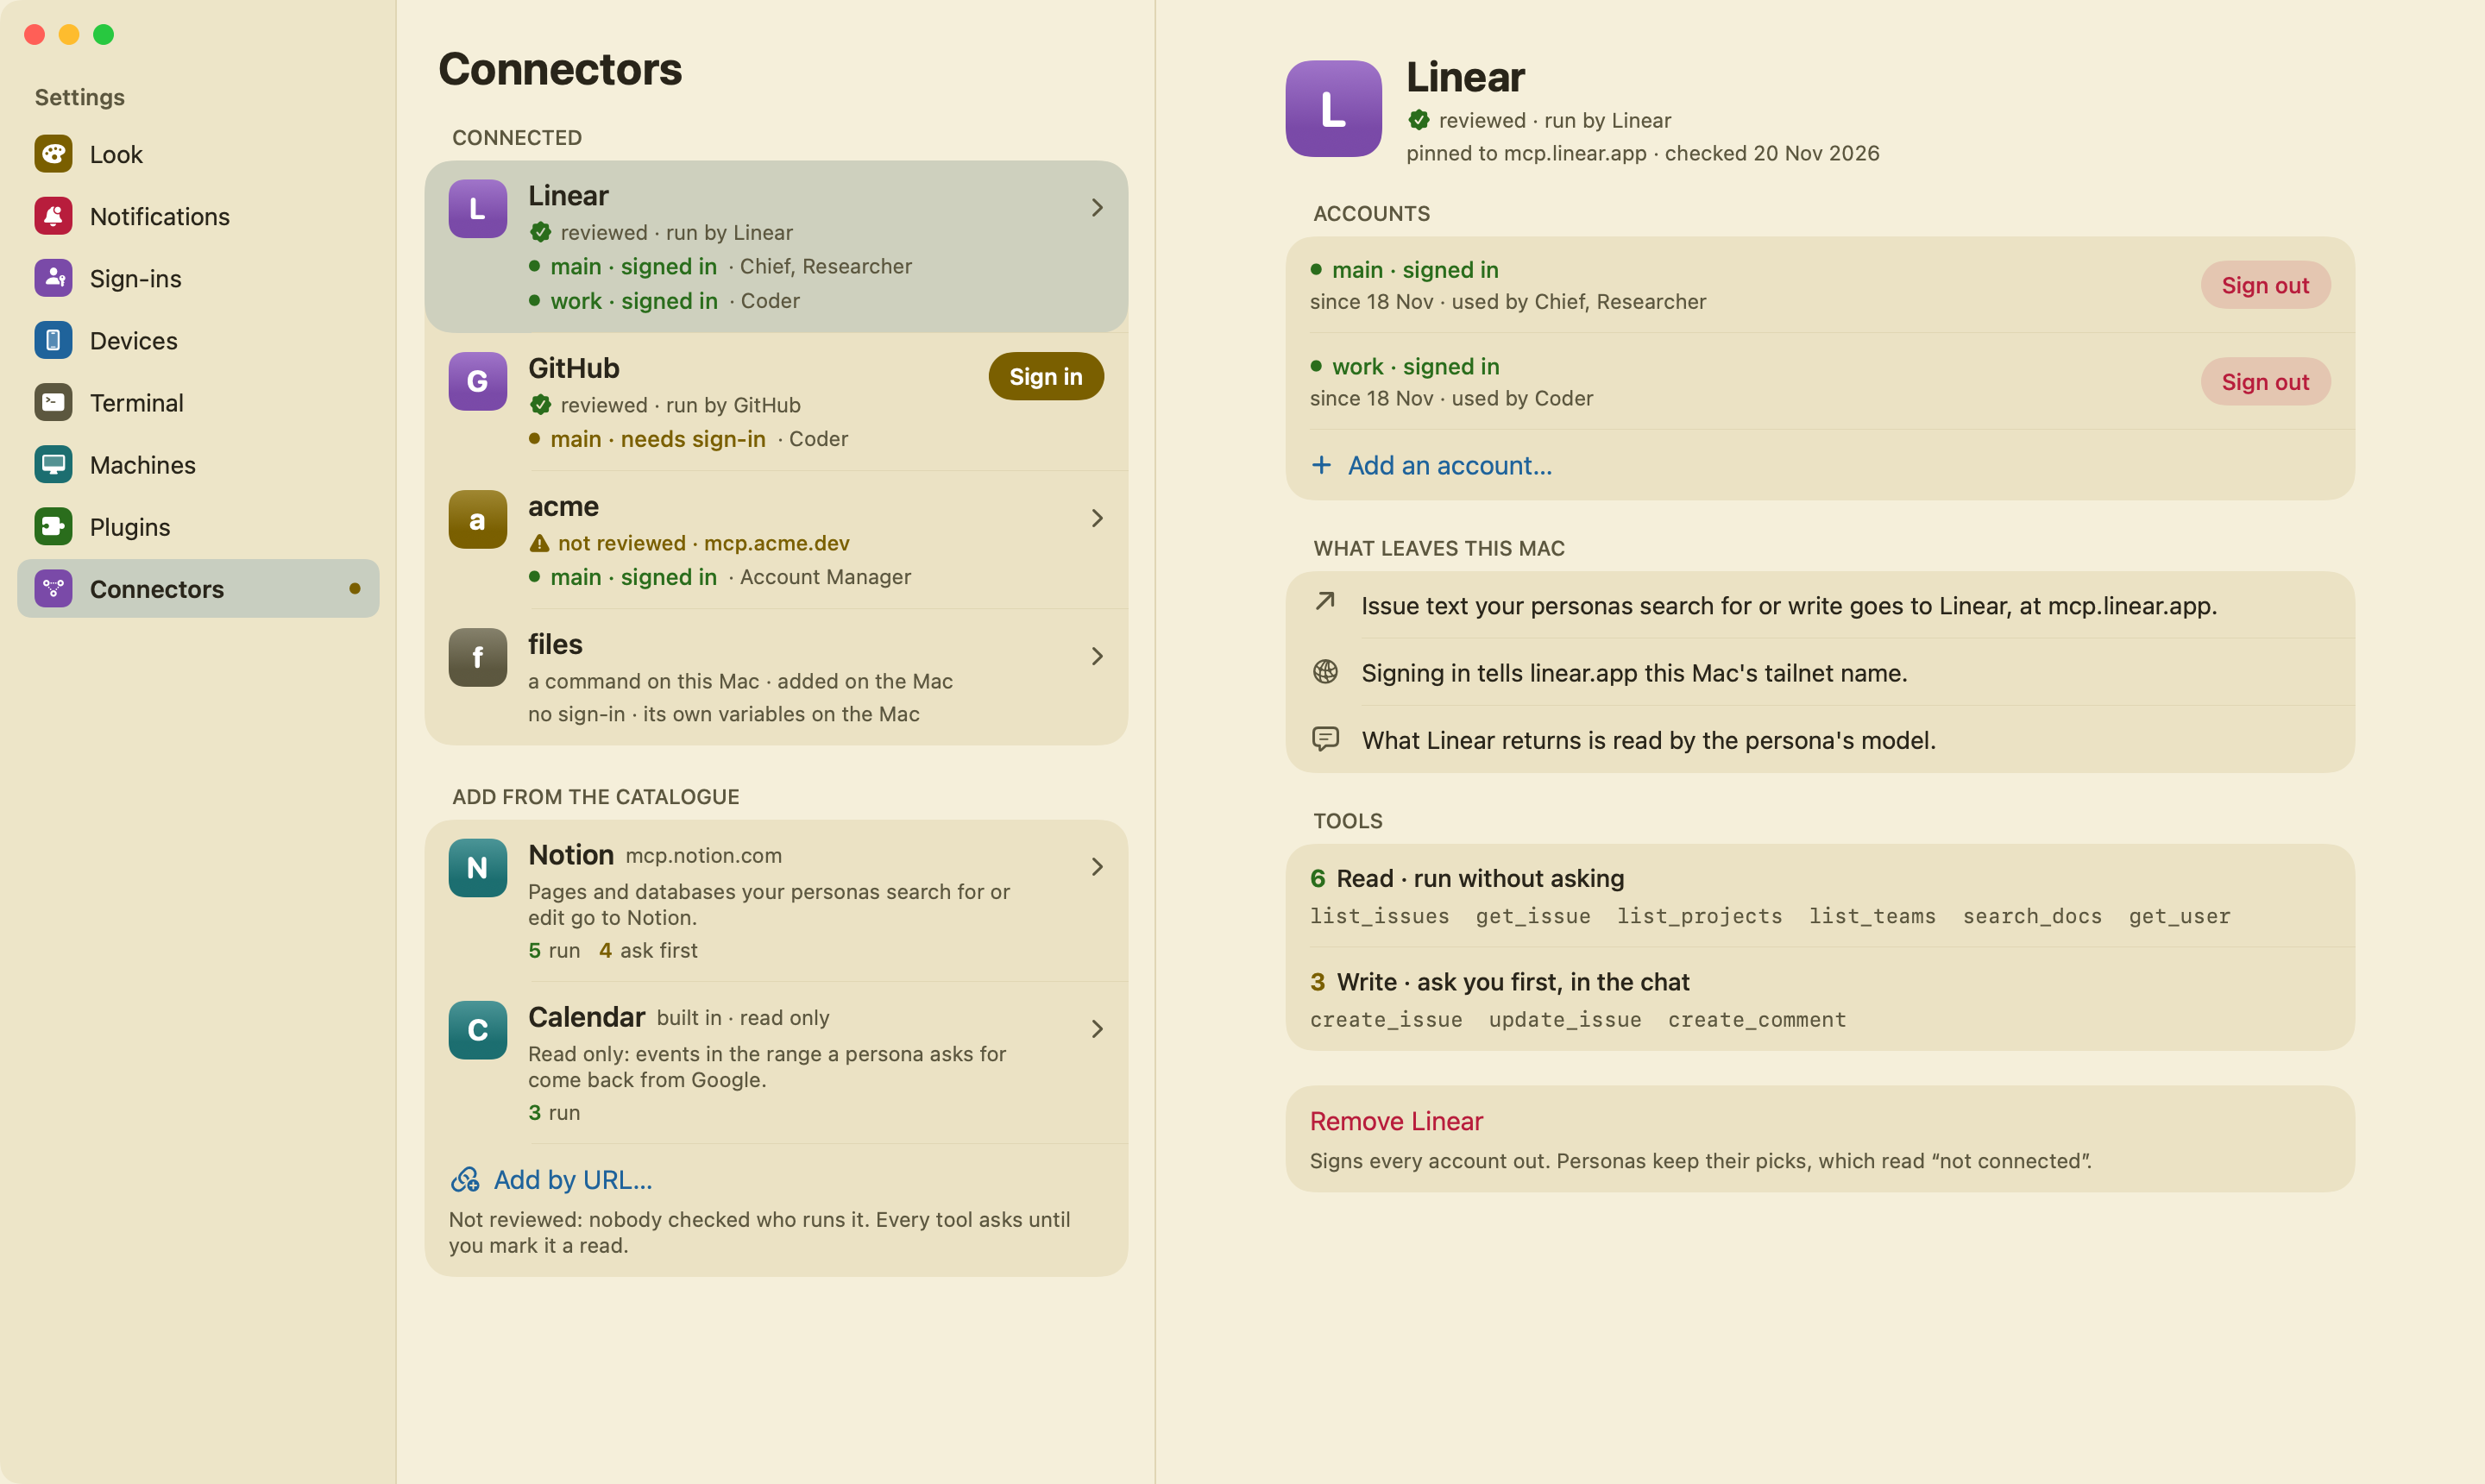 Settings
Look
Notifications
Sign-ins
Devices
Terminal
Machines
Plugins
Connectors
Connectors
CONNECTED
L
Linear
reviewed · run by Linear
main · signed in · Chief, Researcher
work · signed in · Coder
G
GitHub
Sign in
reviewed · run by GitHub
main · needs sign-in · Coder
a
acme
not reviewed · mcp.acme.dev
main · signed in · Account Manager
f
files
a command on this Mac · added on the Mac
no sign-in · its own variables on the Mac
ADD FROM THE CATALOGUE
N
Notion mcp.notion.com
Pages and databases your personas search for or
edit go to Notion.
5 run 4 ask first
C
Calendar built in · read only
Read only: events in the range a persona asks for
come back from Google.
3 run
Add by URL...
Not reviewed: nobody checked who runs it. Every tool asks until
you mark it a read.
L
Linear
reviewed · run by Linear
pinned to mcp.linear.app · checked 20 Nov 2026
ACCOUNTS
main · signed in
since 18 Nov · used by Chief, Researcher
Sign out
work · signed in
since 18 Nov · used by Coder
Sign out
+ Add an account...
WHAT LEAVES THIS MAC
Issue text your personas search for or write goes to Linear, at mcp.linear.app.
Signing in tells linear.app this Mac's tailnet name.
What Linear returns is read by the persona's model.
TOOLS
6 Read · run without asking
list_issues get_issue list_projects list_teams search_docs get_user
3 Write · ask you first, in the chat
create_issue update_issue create_comment
Remove Linear
Signs every account out. Personas keep their picks, which read “not connected”.